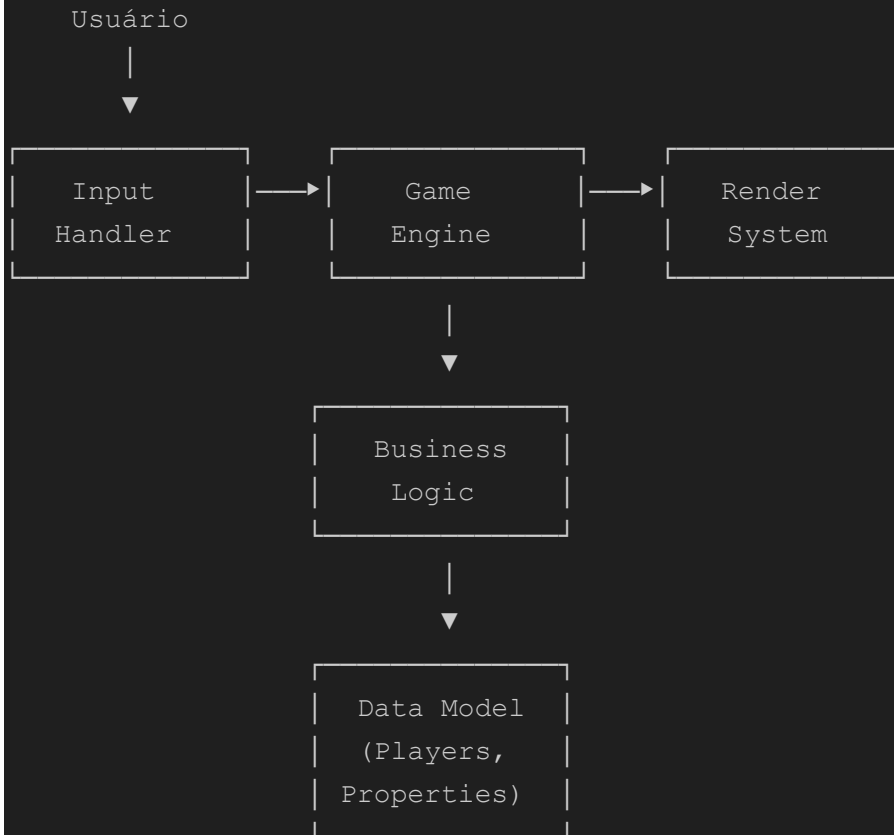 Usuário
Input Game Render
Handler Engine System
Business
Logic
Data Model
(Players,
Properties)